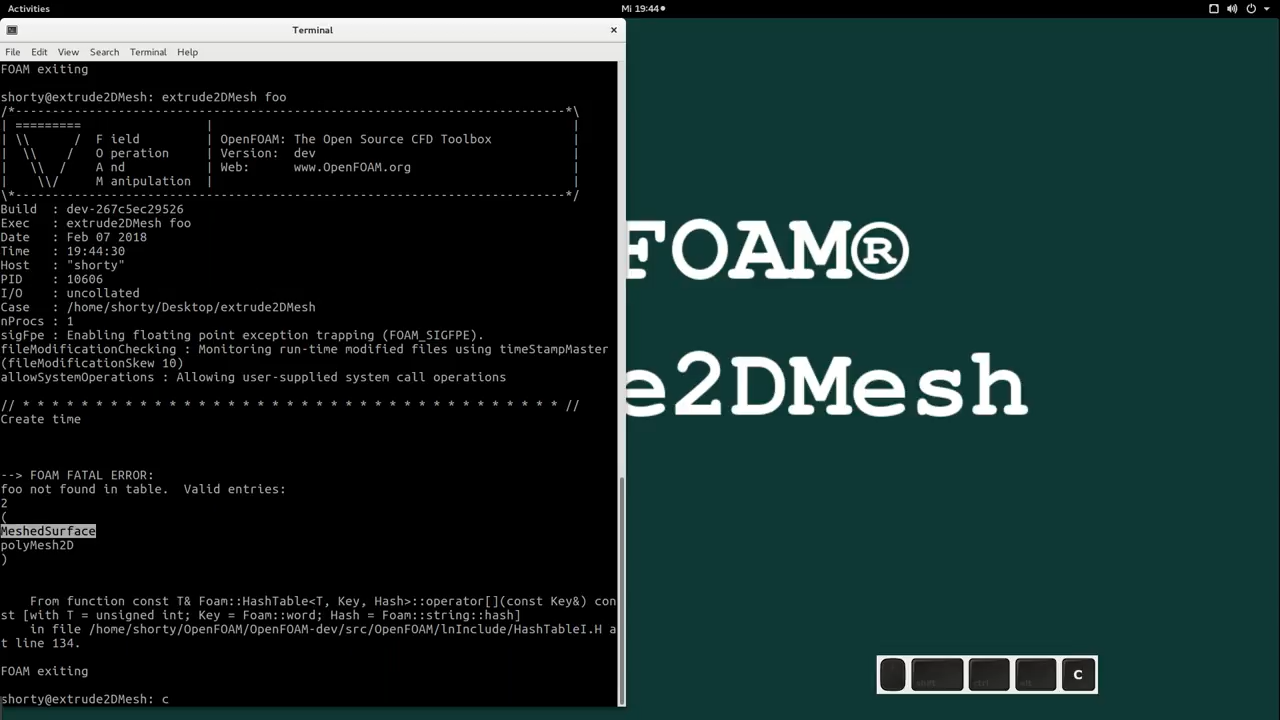 Activities
Mi 19:44
Terminal
File Edit View Search Terminal Help
FOAM exiting
shorty@extrude2DMesh: extrude2DMesh foo
/*---------------------------------------------------------------------------*\
| ========= | |
| \\ / F ield | OpenFOAM: The Open Source CFD Toolbox |
| \\ / O peration | Version: dev |
| \\ / A nd | Web: www.OpenFOAM.org |
| \\/ M anipulation | |
\*---------------------------------------------------------------------------*/
Build : dev-267c5ec29526
Exec : extrude2DMesh foo
Date : Feb 07 2018
Time : 19:44:30
Host : "shorty"
PID : 10606
I/O : uncollated
Case : /home/shorty/Desktop/extrude2DMesh
nProcs : 1
sigFpe : Enabling floating point exception trapping (FOAM_SIGFPE).
fileModificationChecking : Monitoring run-time modified files using timeStampMaster
(fileModificationSkew 10)
allowSystemOperations : Allowing user-supplied system call operations
// * * * * * * * * * * * * * * * * * * * * * * * * * * * * * * * * * * * * * //
Create time
--> FOAM FATAL ERROR:
foo not found in table.  Valid entries:
2
(
MeshedSurface
polyMesh2D
)
From function const T& Foam::HashTable<T, Key, Hash>::operator[](const Key&) con
st [with T = unsigned int; Key = Foam::word; Hash = Foam::string::hash]
in file /home/shorty/OpenFOAM/OpenFOAM-dev/src/OpenFOAM/lnInclude/HashTableI.H a
t line 134.
FOAM exiting
shorty@extrude2DMesh: c
FOAM®
e2DMesh
shift ctrl alt C